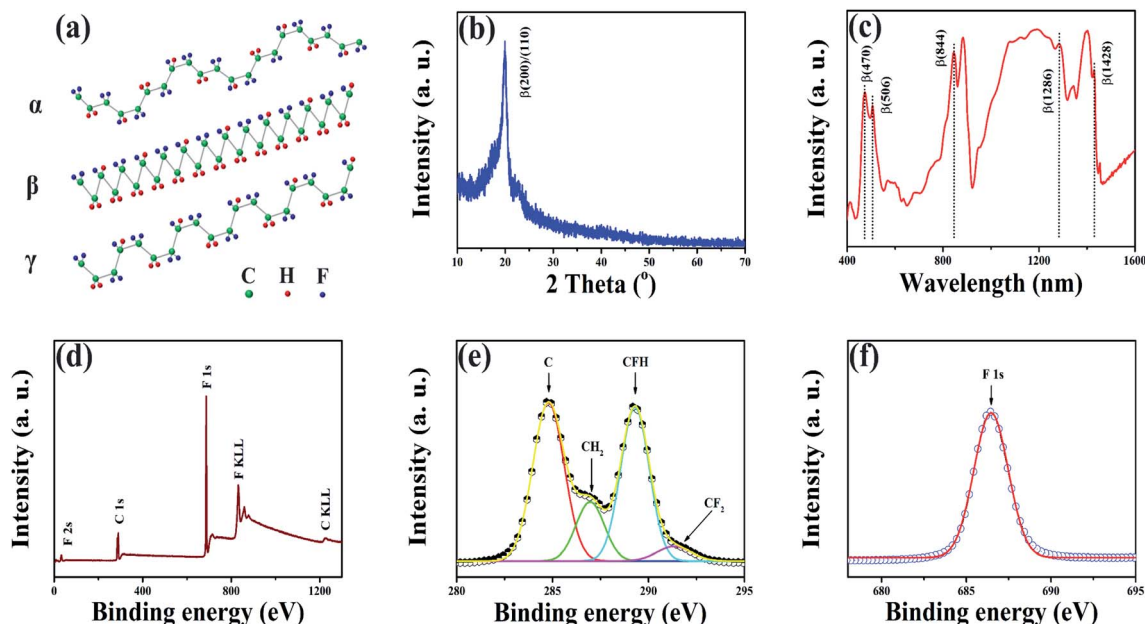 (a)
α
β
γ
C H F
(b)
β(200)/(110)
Intensity (a. u.)
10 20 30 40 50 60 70
2 Theta (°)
(c)
β(470)
β(506)
β(844)
β(1286)
β(1428)
Intensity (a. u.)
400 800 1200 1600
Wavelength (nm)
(d)
F 2s
C 1s
F 1s
F KLL
C KLL
Intensity (a. u.)
0 400 800 1200
Binding energy (eV)
(e)
C
CH₂
CFH
CF₂
Intensity (a. u.)
280 285 290 295
Binding energy (eV)
(f)
F 1s
Intensity (a. u.)
680 685 690 695
Binding energy (eV)